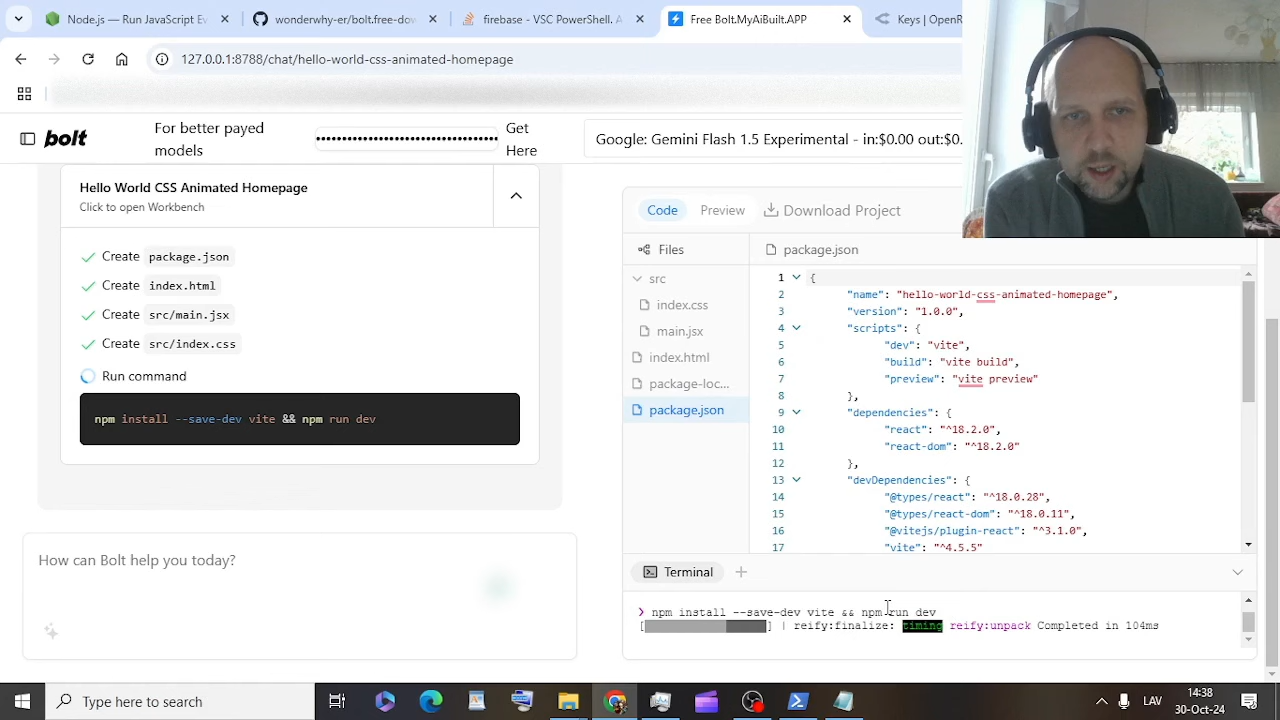 Node.js — Run JavaScript Ev
wonderwhy-er/bolt.free-dov
firebase - VSC PowerShell. A
Free Bolt.MyAiBuilt.APP
Keys | OpenR
127.0.0.1:8788/chat/hello-world-css-animated-homepage
bolt
For better payed
models
••••••••••••••••••••••••••••••••••
Get
Here
Google: Gemini Flash 1.5 Experimental - in:$0.00 out:$0.
Hello World CSS Animated Homepage
Click to open Workbench
Create package.json
Create index.html
Create src/main.jsx
Create src/index.css
Run command
npm install --save-dev vite && npm run dev
How can Bolt help you today?
Code
Preview
Download Project
Files
src
index.css
main.jsx
index.html
package-loc...
package.json
package.json
1 {
2 "name": "hello-world-css-animated-homepage",
3 "version": "1.0.0",
4 "scripts": {
5 "dev": "vite",
6 "build": "vite build",
7 "preview": "vite preview"
8 },
9 "dependencies": {
10 "react": "^18.2.0",
11 "react-dom": "^18.2.0"
12 },
13 "devDependencies": {
14 "@types/react": "^18.0.28",
15 "@types/react-dom": "^18.0.11",
16 "@vitejs/plugin-react": "^3.1.0",
17 "vite": "^4.5.5"
Terminal
❯ npm install --save-dev vite && npm run dev
[ ] | reify:finalize: timing reify:unpack Completed in 104ms
Type here to search
LAV
14:38
30-Oct-24